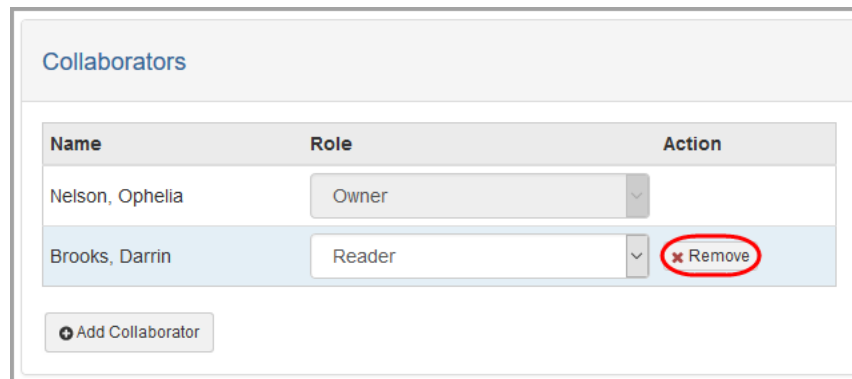 Collaborators
Name Role Action
Nelson, Ophelia Owner
Brooks, Darrin Reader Remove
Add Collaborator